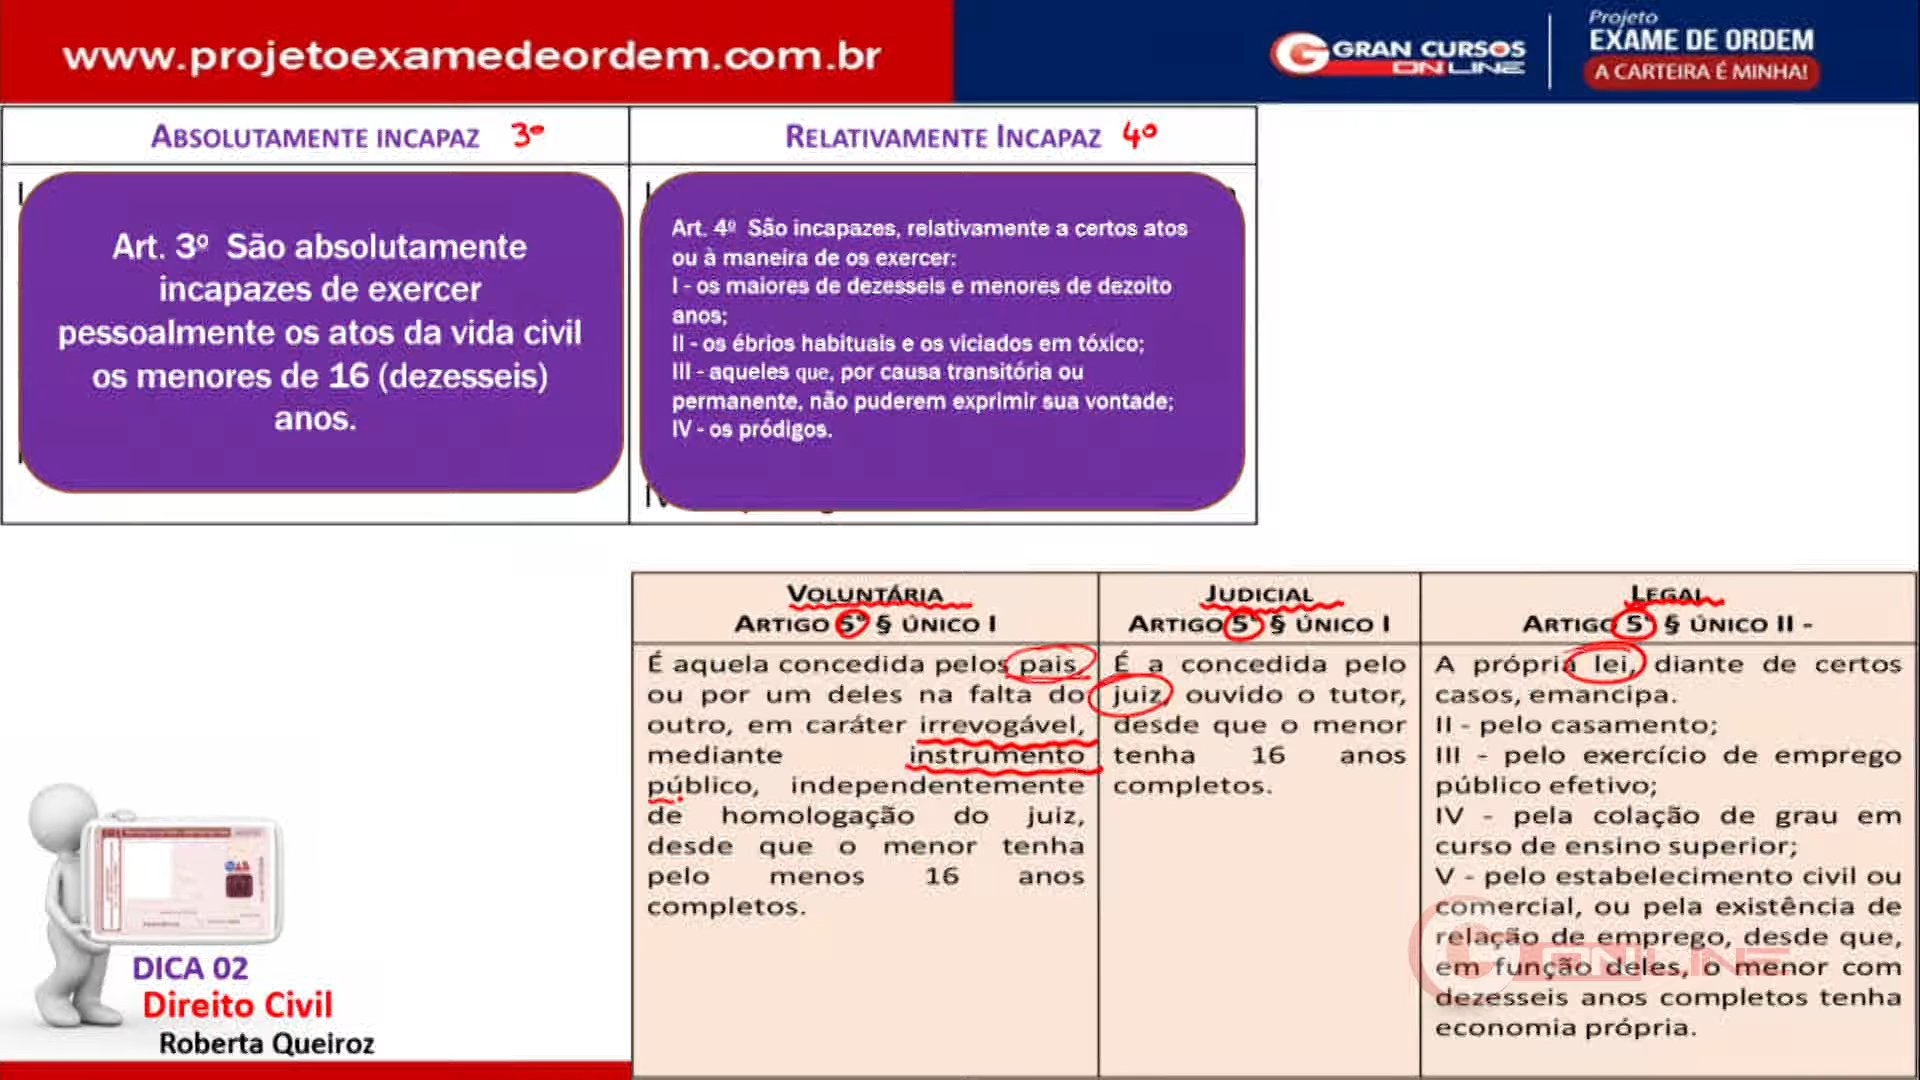 www.projetoexamedeordem.com.br
GRAN CURSOS
ONLINE
Projeto
EXAME DE ORDEM
A CARTEIRA É MINHA!
ABSOLUTAMENTE INCAPAZ 3º
RELATIVAMENTE INCAPAZ 4º
Art. 3º São absolutamente
incapazes de exercer
pessoalmente os atos da vida civil
os menores de 16 (dezesseis)
anos.
Art. 4º São incapazes, relativamente a certos atos
ou à maneira de os exercer:
I - os maiores de dezesseis e menores de dezoito
anos;
II - os ébrios habituais e os viciados em tóxico;
III - aqueles que, por causa transitória ou
permanente, não puderem exprimir sua vontade;
IV - os pródigos.
VOLUNTÁRIA
ARTIGO 5º § ÚNICO I
É aquela concedida pelos pais,
ou por um deles na falta do
outro, em caráter irrevogável,
mediante instrumento
público, independentemente
de homologação do juiz,
desde que o menor tenha
pelo menos 16 anos
completos.
JUDICIAL
ARTIGO 5º § ÚNICO I
É a concedida pelo
juiz, ouvido o tutor,
desde que o menor
tenha 16 anos
completos.
LEGAL
ARTIGO 5º § ÚNICO II -
A própria lei, diante de certos
casos, emancipa.
II - pelo casamento;
III - pelo exercício de emprego
público efetivo;
IV - pela colação de grau em
curso de ensino superior;
V - pelo estabelecimento civil ou
comercial, ou pela existência de
relação de emprego, desde que,
em função deles, o menor com
dezesseis anos completos tenha
economia própria.
OAB
DICA 02
Direito Civil
Roberta Queiroz